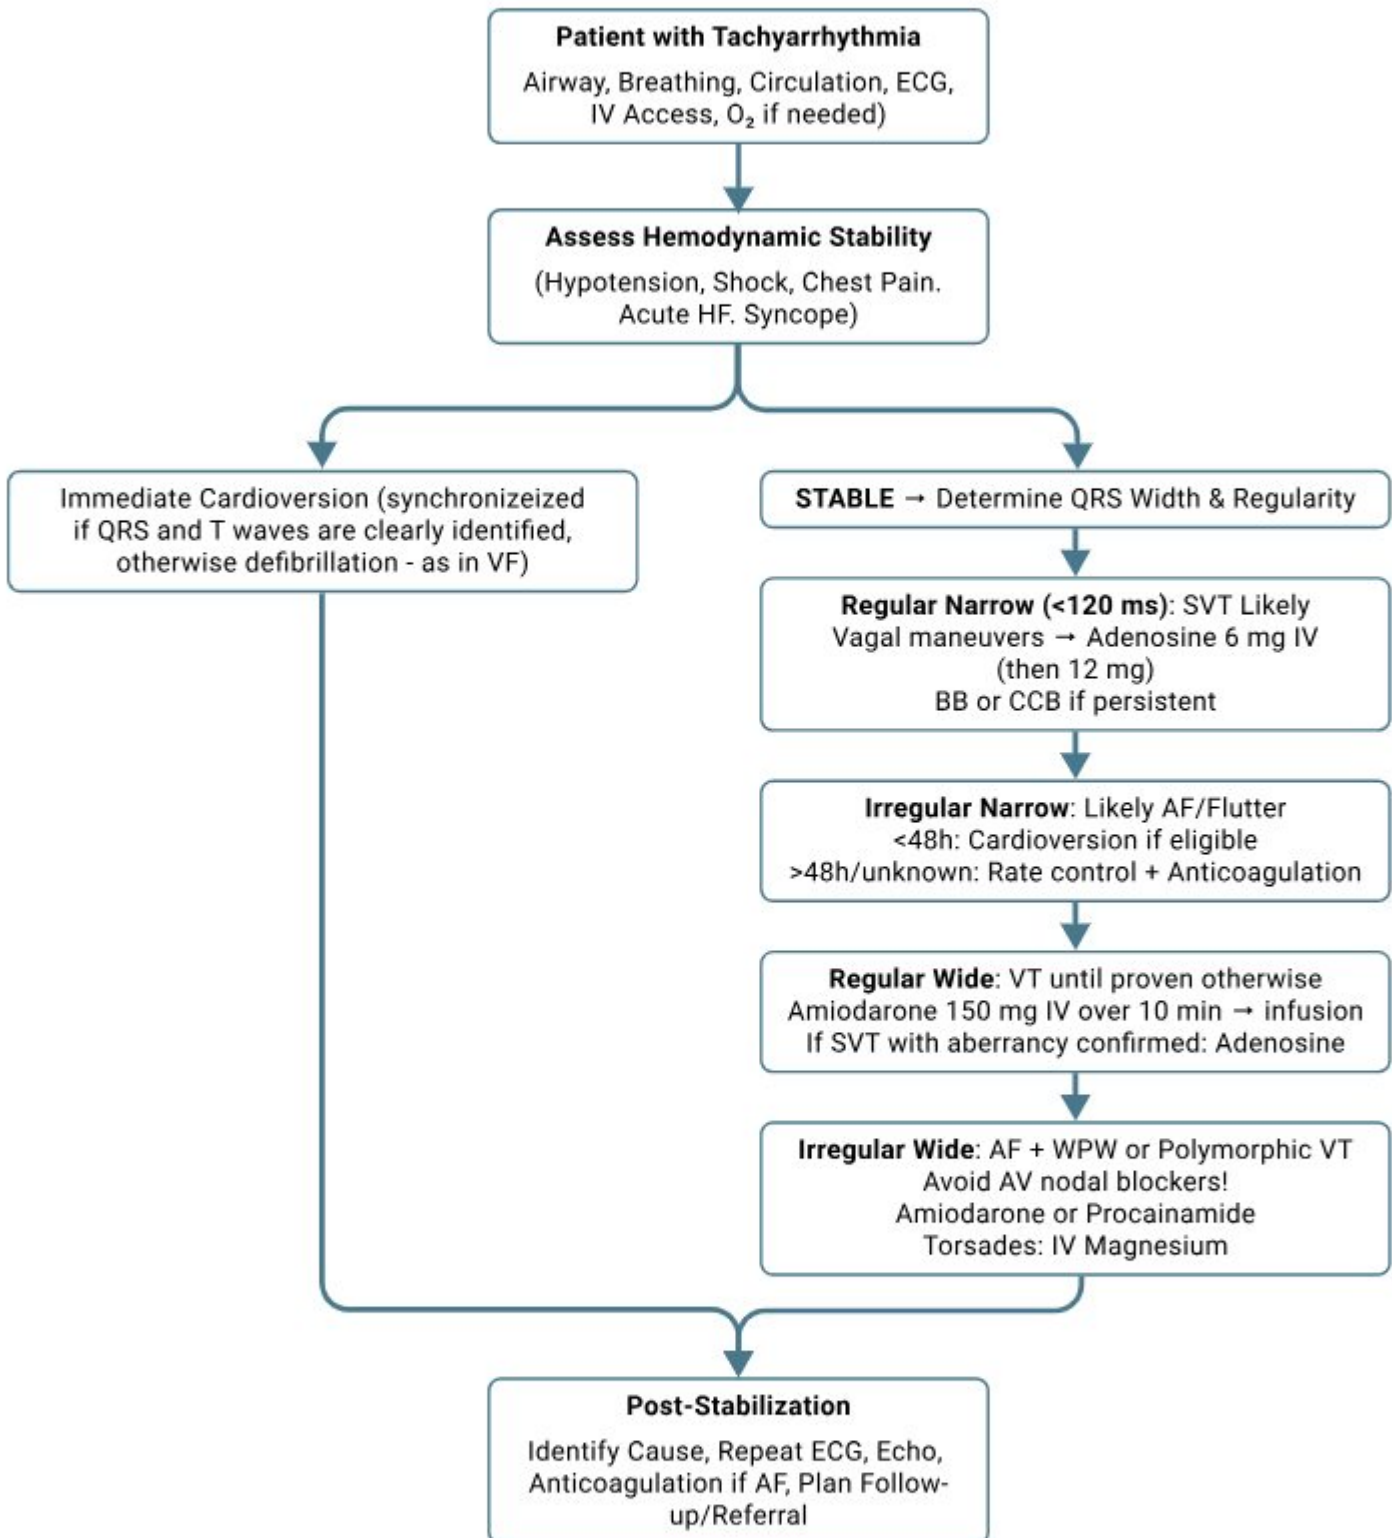 Patient with Tachyarrhythmia
Airway, Breathing, Circulation, ECG,
IV Access, O₂ if needed)
Assess Hemodynamic Stability
(Hypotension, Shock, Chest Pain.
Acute HF. Syncope)
Immediate Cardioversion (synchronizeized
if QRS and T waves are clearly identified,
otherwise defibrillation - as in VF)
STABLE → Determine QRS Width & Regularity
Regular Narrow (<120 ms): SVT Likely
Vagal maneuvers → Adenosine 6 mg IV
(then 12 mg)
BB or CCB if persistent
Irregular Narrow: Likely AF/Flutter
<48h: Cardioversion if eligible
>48h/unknown: Rate control + Anticoagulation
Regular Wide: VT until proven otherwise
Amiodarone 150 mg IV over 10 min → infusion
If SVT with aberrancy confirmed: Adenosine
Irregular Wide: AF + WPW or Polymorphic VT
Avoid AV nodal blockers!
Amiodarone or Procainamide
Torsades: IV Magnesium
Post-Stabilization
Identify Cause, Repeat ECG, Echo,
Anticoagulation if AF, Plan Follow-
up/Referral